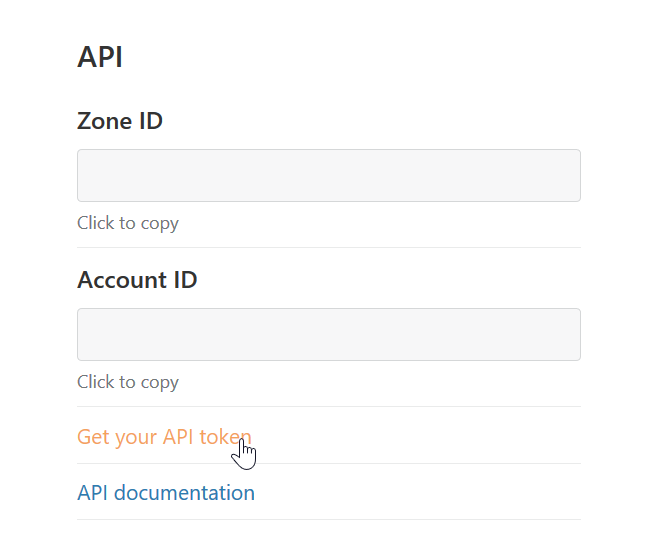 API
Zone ID
Click to copy
Account ID
Click to copy
Get your API token
API documentation